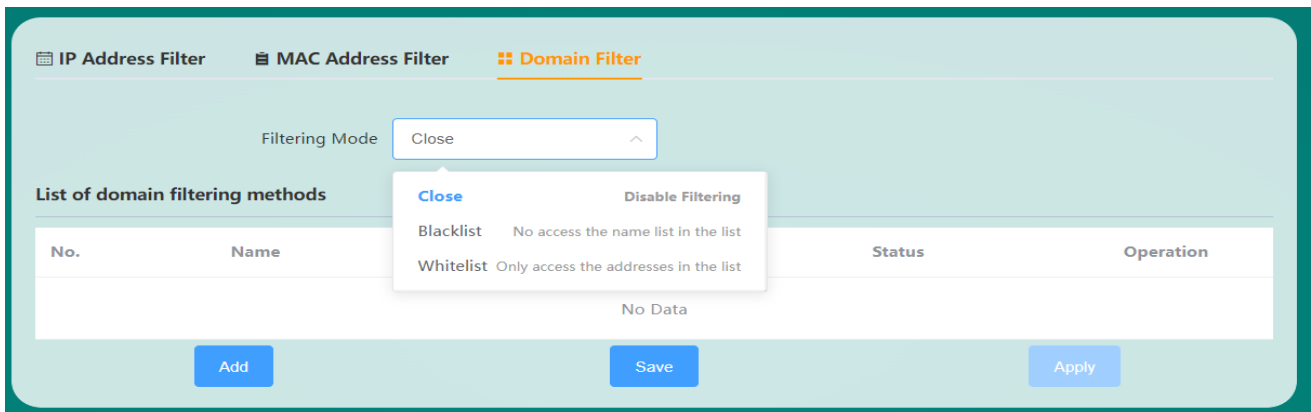 IP Address Filter MAC Address Filter Domain Filter
Filtering Mode Close
List of domain filtering methods
Close Disable Filtering
Blacklist No access the name list in the list
Whitelist Only access the addresses in the list
No. Name Status Operation
No Data
Add Save Apply